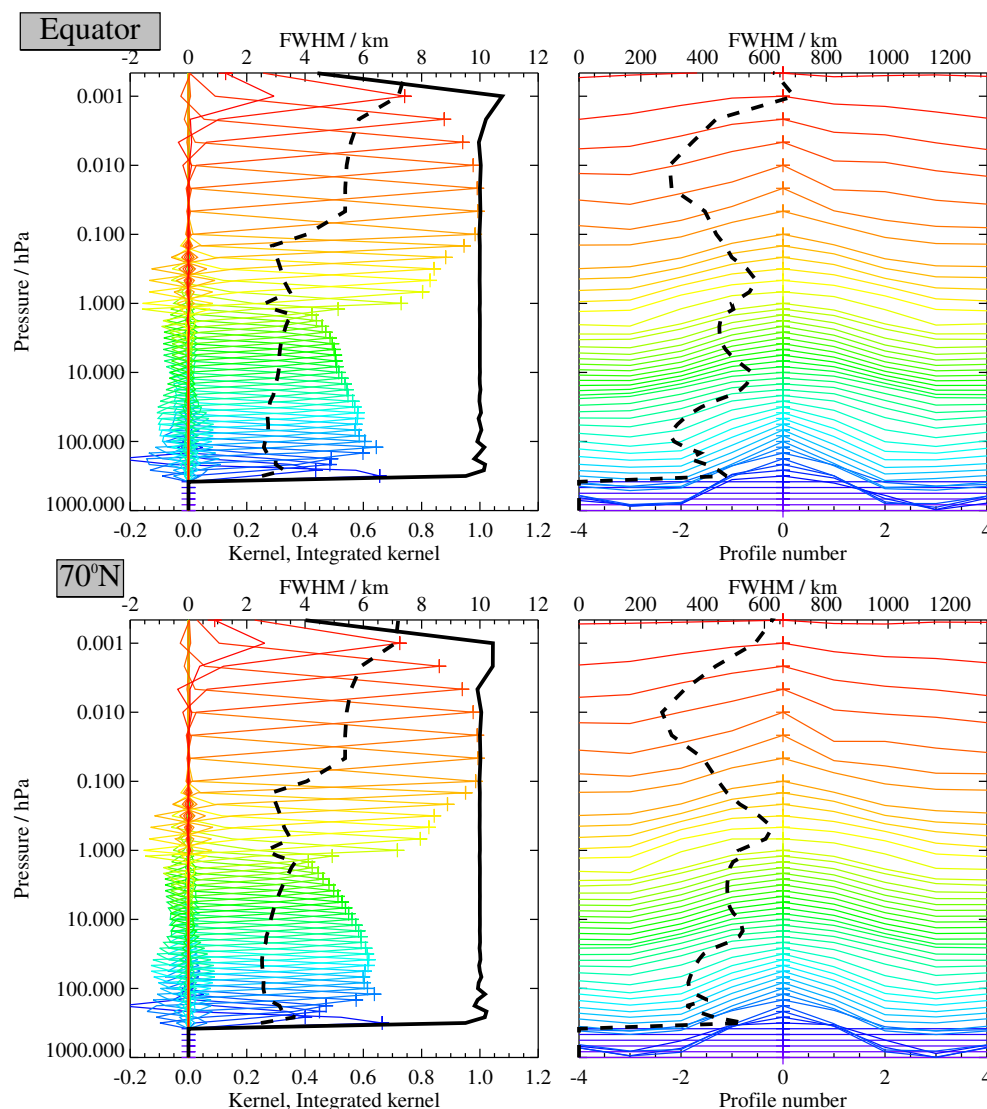 Equator
FWHM / km
FWHM / km
-2 0 2 4 6 8 10 12
0 200 400 600 800 1000 1200
Pressure / hPa
0.001
0.010
0.100
1.000
10.000
100.000
1000.000
-0.2 0.0 0.2 0.4 0.6 0.8 1.0 1.2
-4 -2 0 2 4
Kernel, Integrated kernel
Profile number
70⁰N
FWHM / km
FWHM / km
-2 0 2 4 6 8 10 12
0 200 400 600 800 1000 1200
Pressure / hPa
0.001
0.010
0.100
1.000
10.000
100.000
1000.000
-0.2 0.0 0.2 0.4 0.6 0.8 1.0 1.2
-4 -2 0 2 4
Kernel, Integrated kernel
Profile number